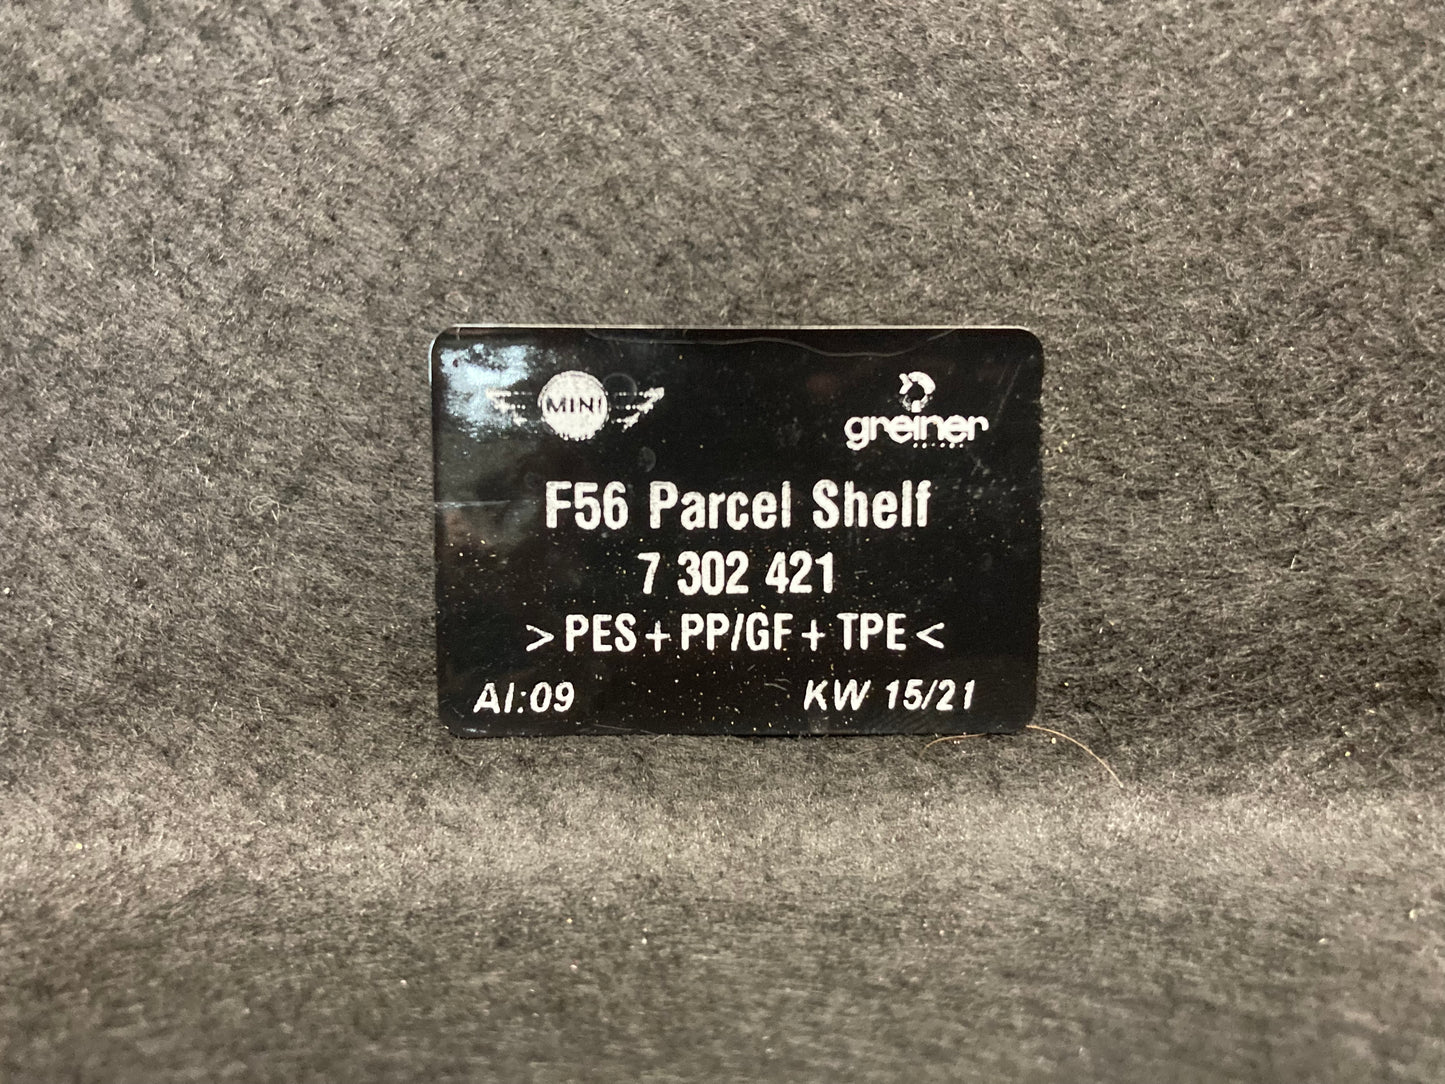 MINI
greiner
F56 Parcel Shelf
7 302 421
>PES+PP/GF+TPE<
AI:09 KW 15/21